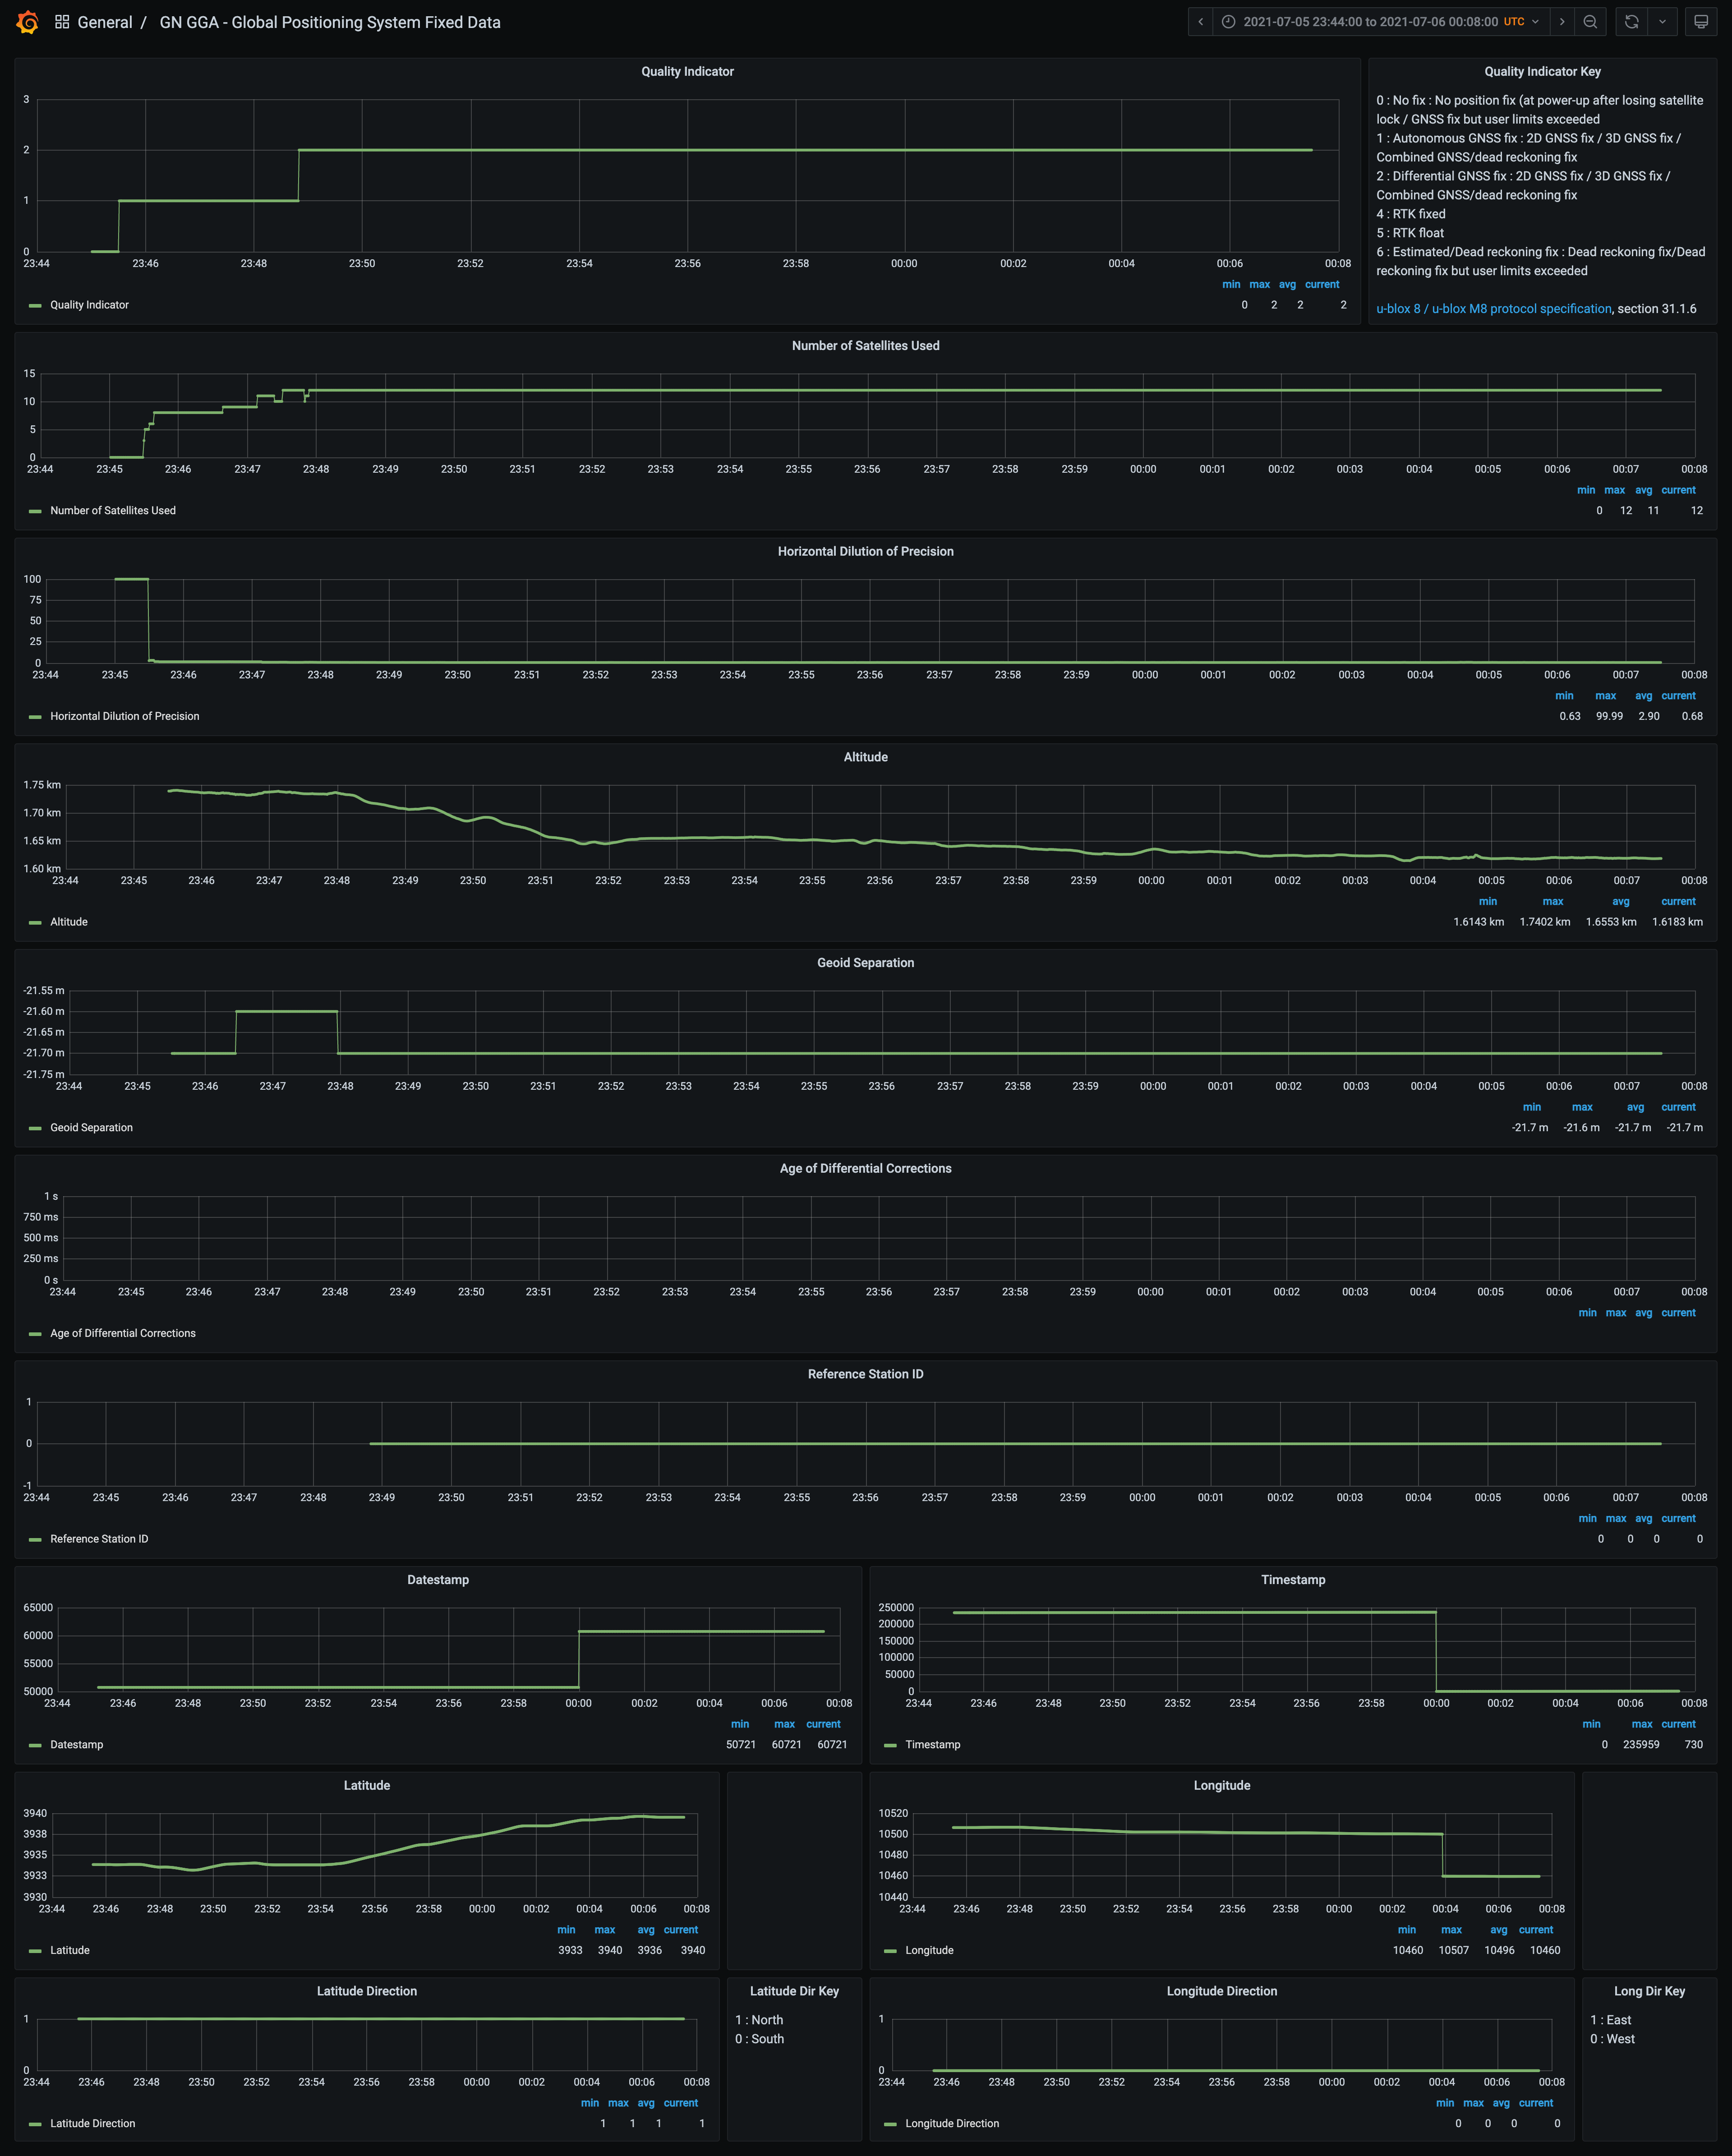 General / GN GGA - Global Positioning System Fixed Data
2021-07-05 23:44:00 to 2021-07-06 00:08:00 UTC
Quality Indicator
3
2
1
0
23:44 23:46 23:48 23:50 23:52 23:54 23:56 23:58 00:00 00:02 00:04 00:06 00:08
min max avg current
Quality Indicator 0 2 2 2
Quality Indicator Key
0 : No fix : No position fix (at power-up after losing satellite
lock / GNSS fix but user limits exceeded
1 : Autonomous GNSS fix : 2D GNSS fix / 3D GNSS fix /
Combined GNSS/dead reckoning fix
2 : Differential GNSS fix : 2D GNSS fix / 3D GNSS fix /
Combined GNSS/dead reckoning fix
4 : RTK fixed
5 : RTK float
6 : Estimated/Dead reckoning fix : Dead reckoning fix/Dead
reckoning fix but user limits exceeded
u-blox 8 / u-blox M8 protocol specification, section 31.1.6
Number of Satellites Used
15
10
5
0
23:44 23:45 23:46 23:47 23:48 23:49 23:50 23:51 23:52 23:53 23:54 23:55 23:56 23:57 23:58 23:59 00:00 00:01 00:02 00:03 00:04 00:05 00:06 00:07 00:08
min max avg current
Number of Satellites Used 0 12 11 12
Horizontal Dilution of Precision
100
75
50
25
0
23:44 23:45 23:46 23:47 23:48 23:49 23:50 23:51 23:52 23:53 23:54 23:55 23:56 23:57 23:58 23:59 00:00 00:01 00:02 00:03 00:04 00:05 00:06 00:07 00:08
min max avg current
Horizontal Dilution of Precision 0.63 99.99 2.90 0.68
Altitude
1.75 km
1.70 km
1.65 km
1.60 km
23:44 23:45 23:46 23:47 23:48 23:49 23:50 23:51 23:52 23:53 23:54 23:55 23:56 23:57 23:58 23:59 00:00 00:01 00:02 00:03 00:04 00:05 00:06 00:07 00:08
min max avg current
Altitude 1.6143 km 1.7402 km 1.6553 km 1.6183 km
Geoid Separation
-21.55 m
-21.60 m
-21.65 m
-21.70 m
-21.75 m
23:44 23:45 23:46 23:47 23:48 23:49 23:50 23:51 23:52 23:53 23:54 23:55 23:56 23:57 23:58 23:59 00:00 00:01 00:02 00:03 00:04 00:05 00:06 00:07 00:08
min max avg current
Geoid Separation -21.7 m -21.6 m -21.7 m -21.7 m
Age of Differential Corrections
1 s
750 ms
500 ms
250 ms
0 s
23:44 23:45 23:46 23:47 23:48 23:49 23:50 23:51 23:52 23:53 23:54 23:55 23:56 23:57 23:58 23:59 00:00 00:01 00:02 00:03 00:04 00:05 00:06 00:07 00:08
min max avg current
Age of Differential Corrections
Reference Station ID
1
0
-1
23:44 23:45 23:46 23:47 23:48 23:49 23:50 23:51 23:52 23:53 23:54 23:55 23:56 23:57 23:58 23:59 00:00 00:01 00:02 00:03 00:04 00:05 00:06 00:07 00:08
min max avg current
Reference Station ID 0 0 0 0
Datestamp
65000
60000
55000
50000
23:44 23:46 23:48 23:50 23:52 23:54 23:56 23:58 00:00 00:02 00:04 00:06 00:08
min max current
Datestamp 50721 60721 60721
Timestamp
250000
200000
150000
100000
50000
0
23:44 23:46 23:48 23:50 23:52 23:54 23:56 23:58 00:00 00:02 00:04 00:06 00:08
min max current
Timestamp 0 235959 730
Latitude
3940
3938
3935
3933
3930
23:44 23:46 23:48 23:50 23:52 23:54 23:56 23:58 00:00 00:02 00:04 00:06 00:08
min max avg current
Latitude 3933 3940 3936 3940
Longitude
10520
10500
10480
10460
10440
23:44 23:46 23:48 23:50 23:52 23:54 23:56 23:58 00:00 00:02 00:04 00:06 00:08
min max avg current
Longitude 10460 10507 10496 10460
Latitude Direction
1
0
23:44 23:46 23:48 23:50 23:52 23:54 23:56 23:58 00:00 00:02 00:04 00:06 00:08
min max avg current
Latitude Direction 1 1 1 1
Latitude Dir Key
1 : North
0 : South
Longitude Direction
1
0
23:44 23:46 23:48 23:50 23:52 23:54 23:56 23:58 00:00 00:02 00:04 00:06 00:08
min max avg current
Longitude Direction 0 0 0 0
Long Dir Key
1 : East
0 : West